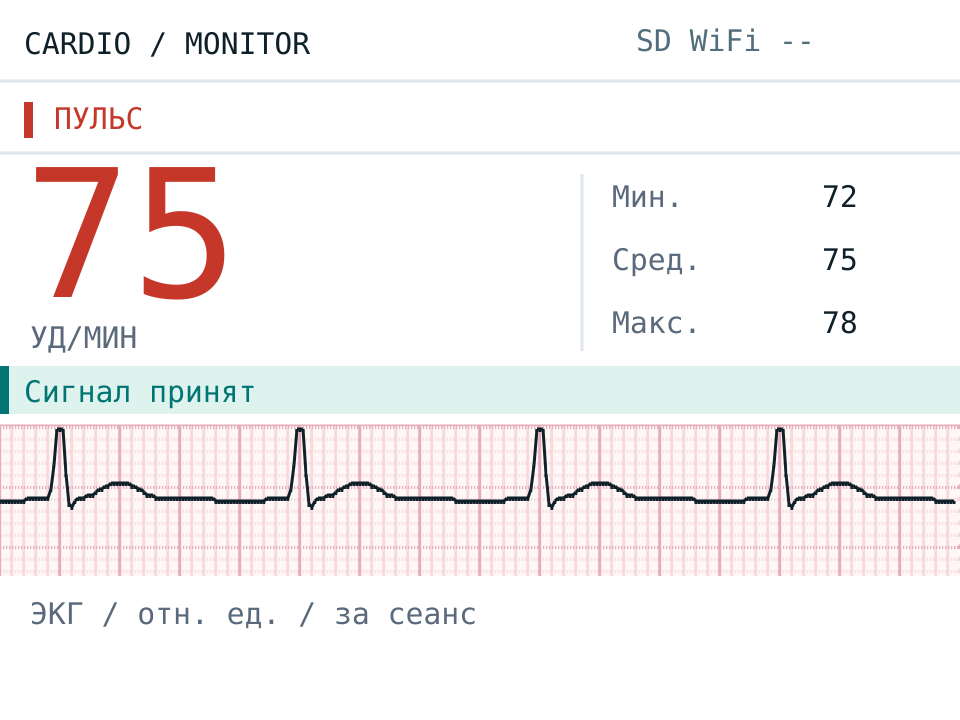 CARDIO / MONITOR
SD WiFi --
ПУЛЬС
75
УД/МИН
Мин. 72
Сред. 75
Макс. 78
Сигнал принят
ЭКГ / отн. ед. / за сеанс